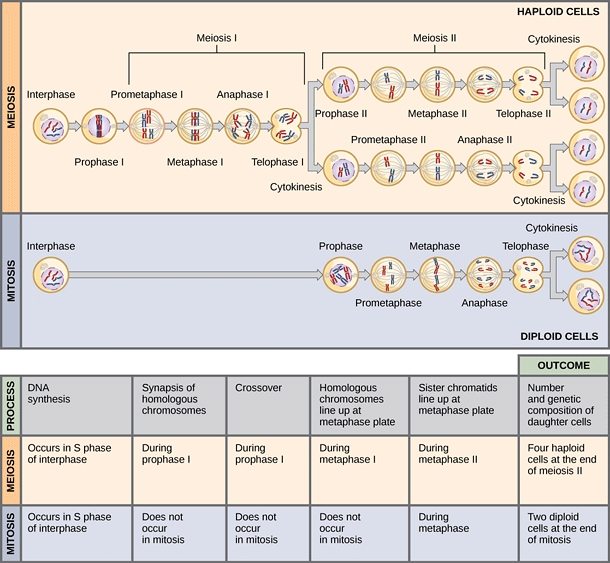 HAPLOID CELLS
MEIOSIS
Meiosis I
Meiosis II
Cytokinesis
Interphase
Prometaphase I
Anaphase I
Prophase II
Metaphase II
Telophase II
Prometaphase II
Anaphase II
Prophase I
Metaphase I
Telophase I
Cytokinesis
Cytokinesis
MITOSIS
Cytokinesis
Interphase
Prophase
Metaphase
Telophase
Prometaphase
Anaphase
DIPLOID CELLS
OUTCOME
PROCESS
DNA
synthesis
Synapsis of
homologous
chromosomes
Crossover
Homologous
chromosomes
line up at
metaphase plate
Sister chromatids
line up at
metaphase plate
Number
and genetic
composition of
daughter cells
MEIOSIS
Occurs in S phase
of interphase
During
prophase I
During
prophase I
During
metaphase I
During
metaphase II
Four haploid
cells at the end
of meiosis II
MITOSIS
Occurs in S phase
of interphase
Does not
occur
in mitosis
Does not
occur
in mitosis
Does not
occur
in mitosis
During
metaphase
Two diploid
cells at the end
of mitosis